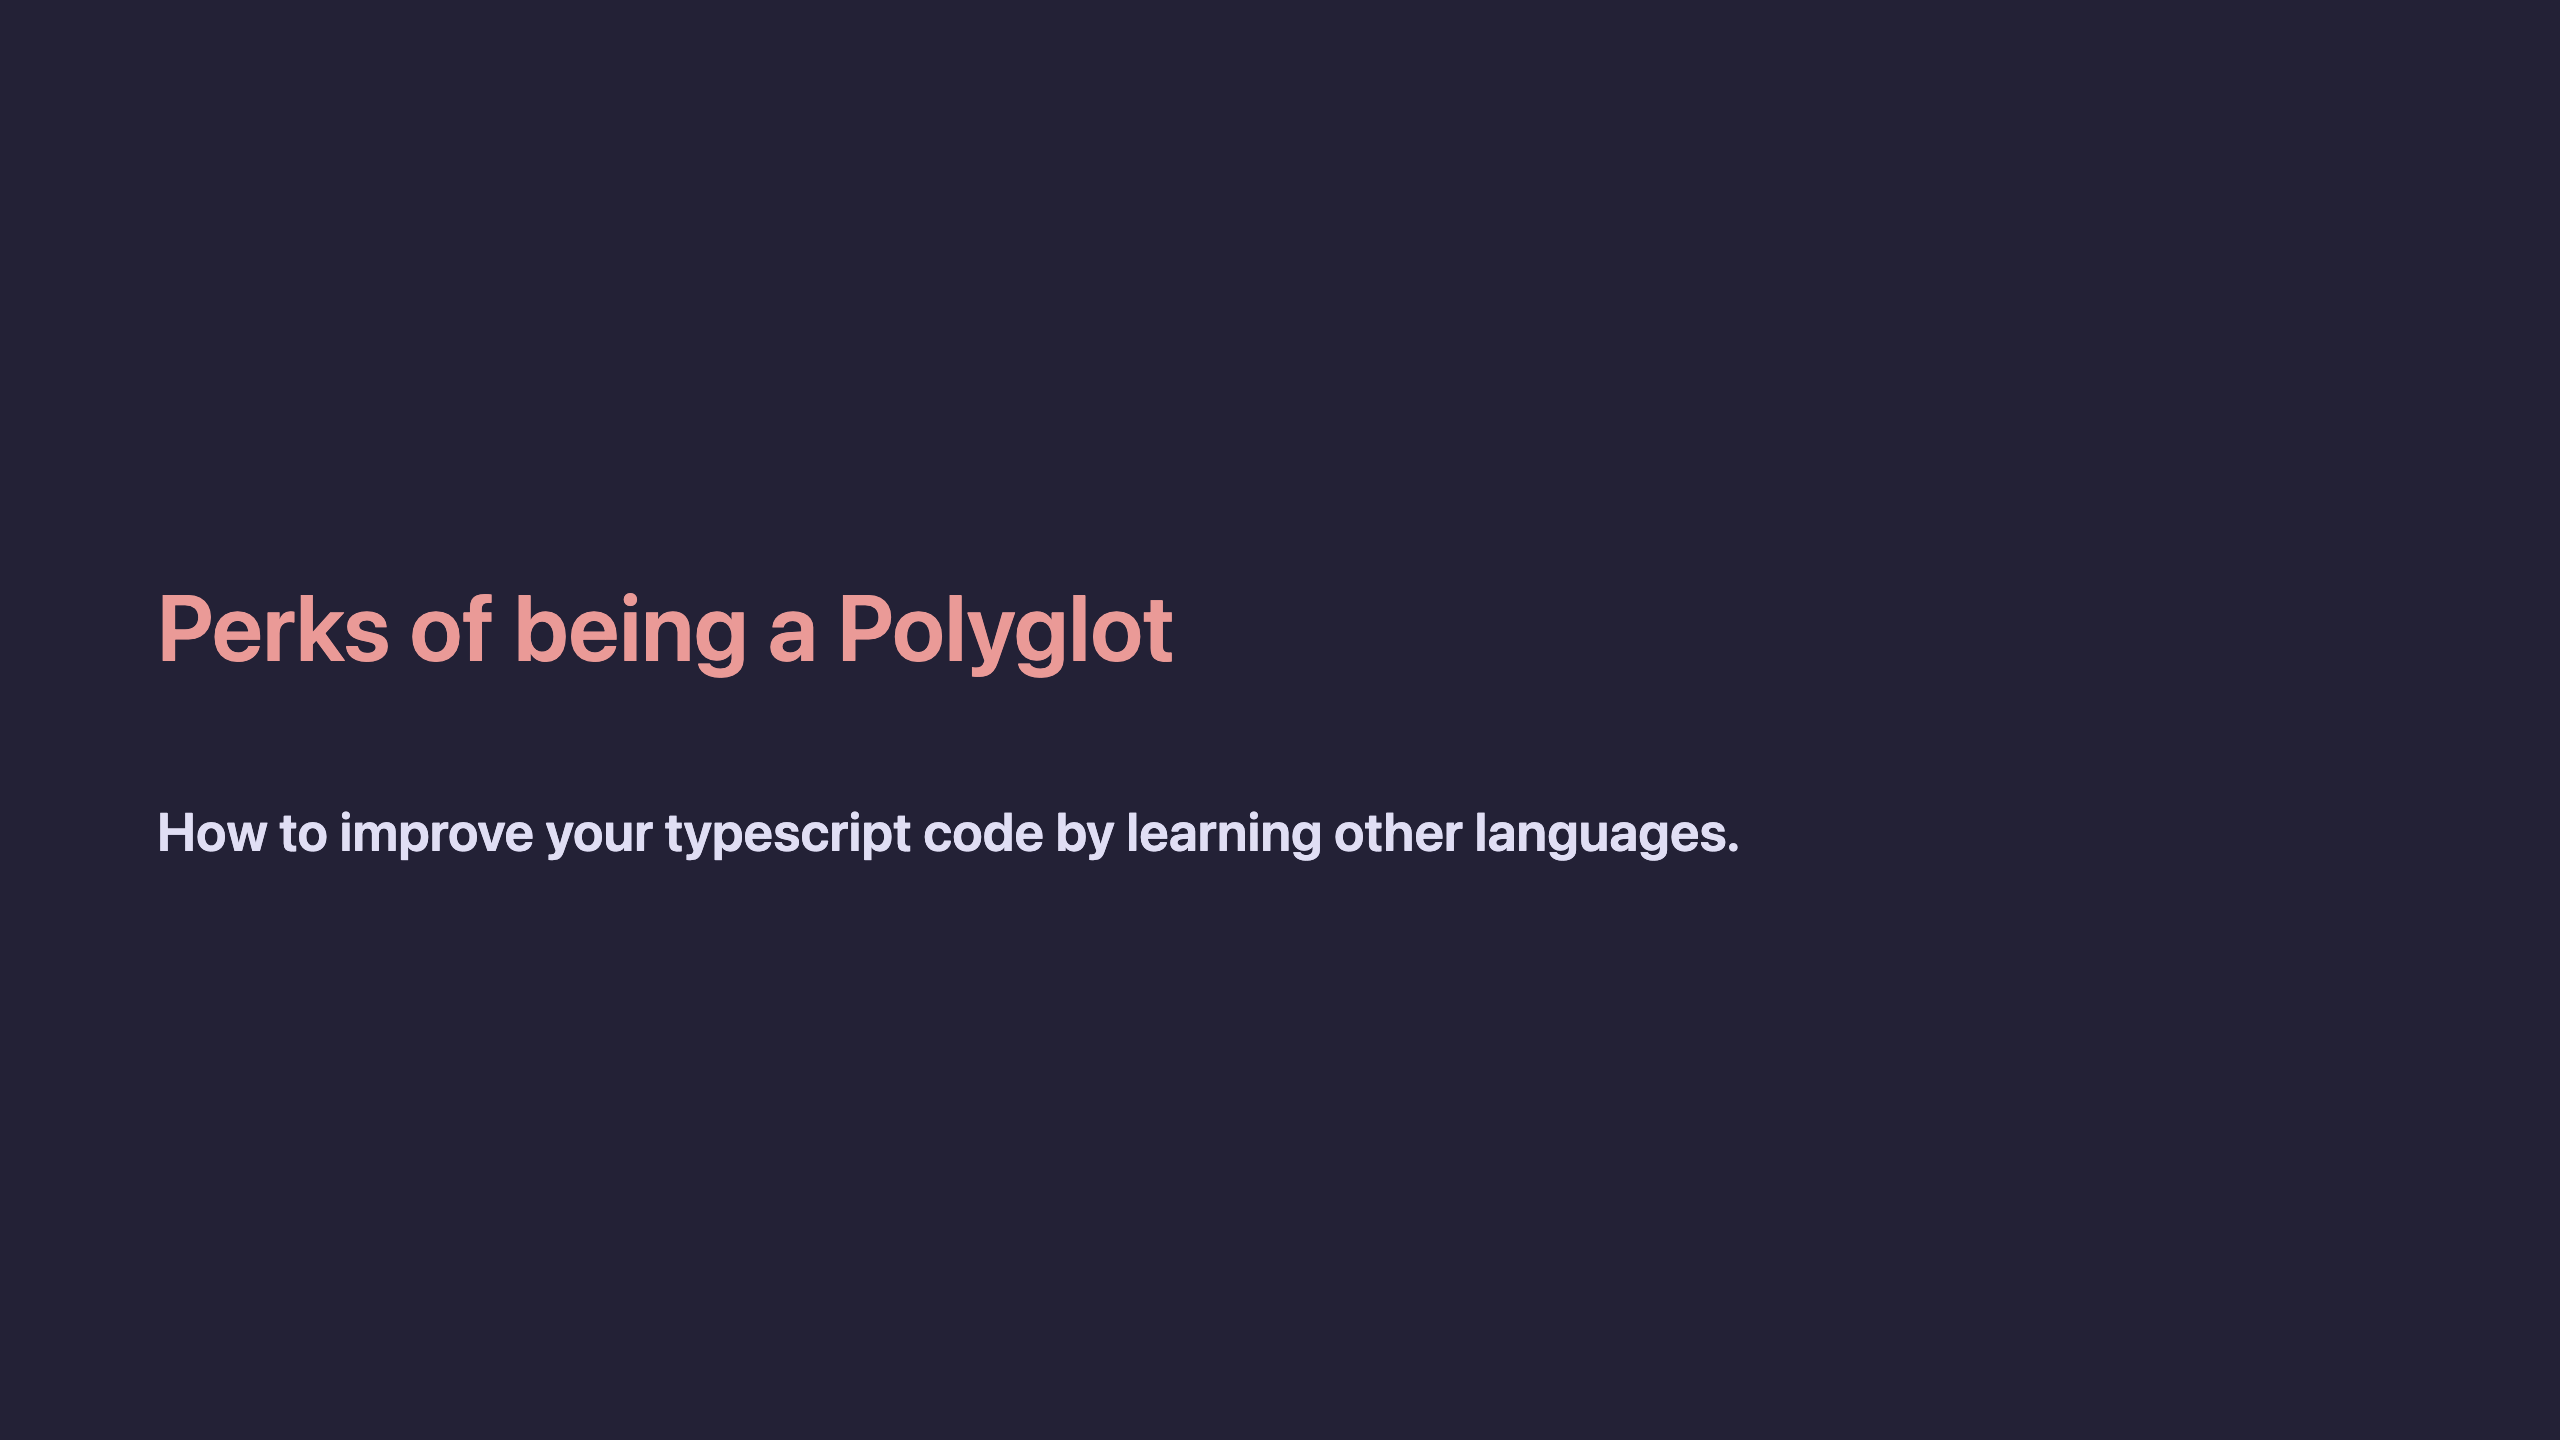 Perks of being a Polyglot
How to improve your typescript code by learning other languages.